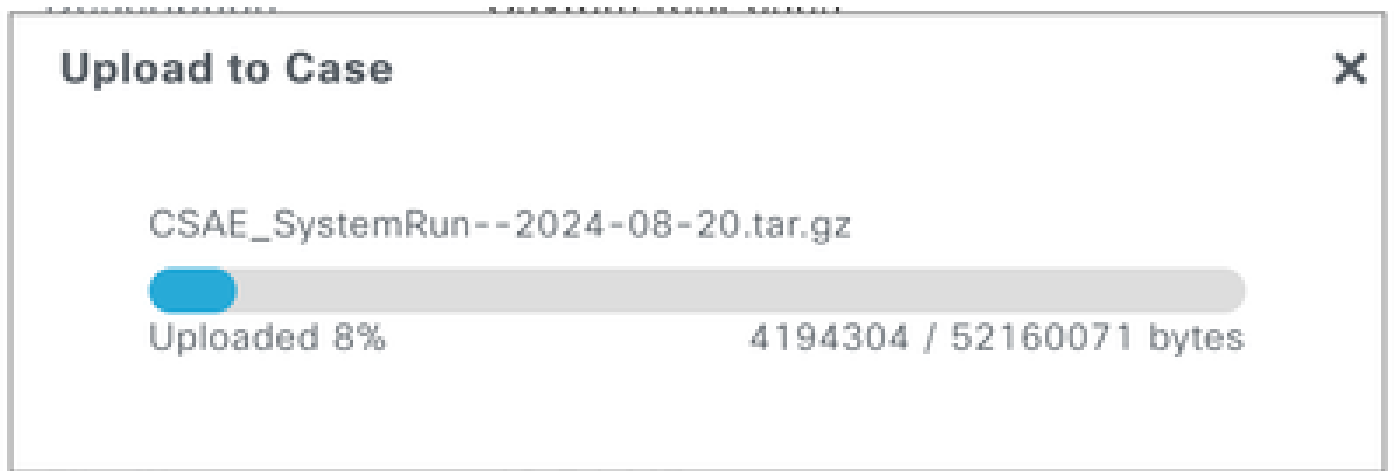 Upload to Case
CSAE_SystemRun--2024-08-20.tar.gz
Uploaded 8% 4194304 / 52160071 bytes